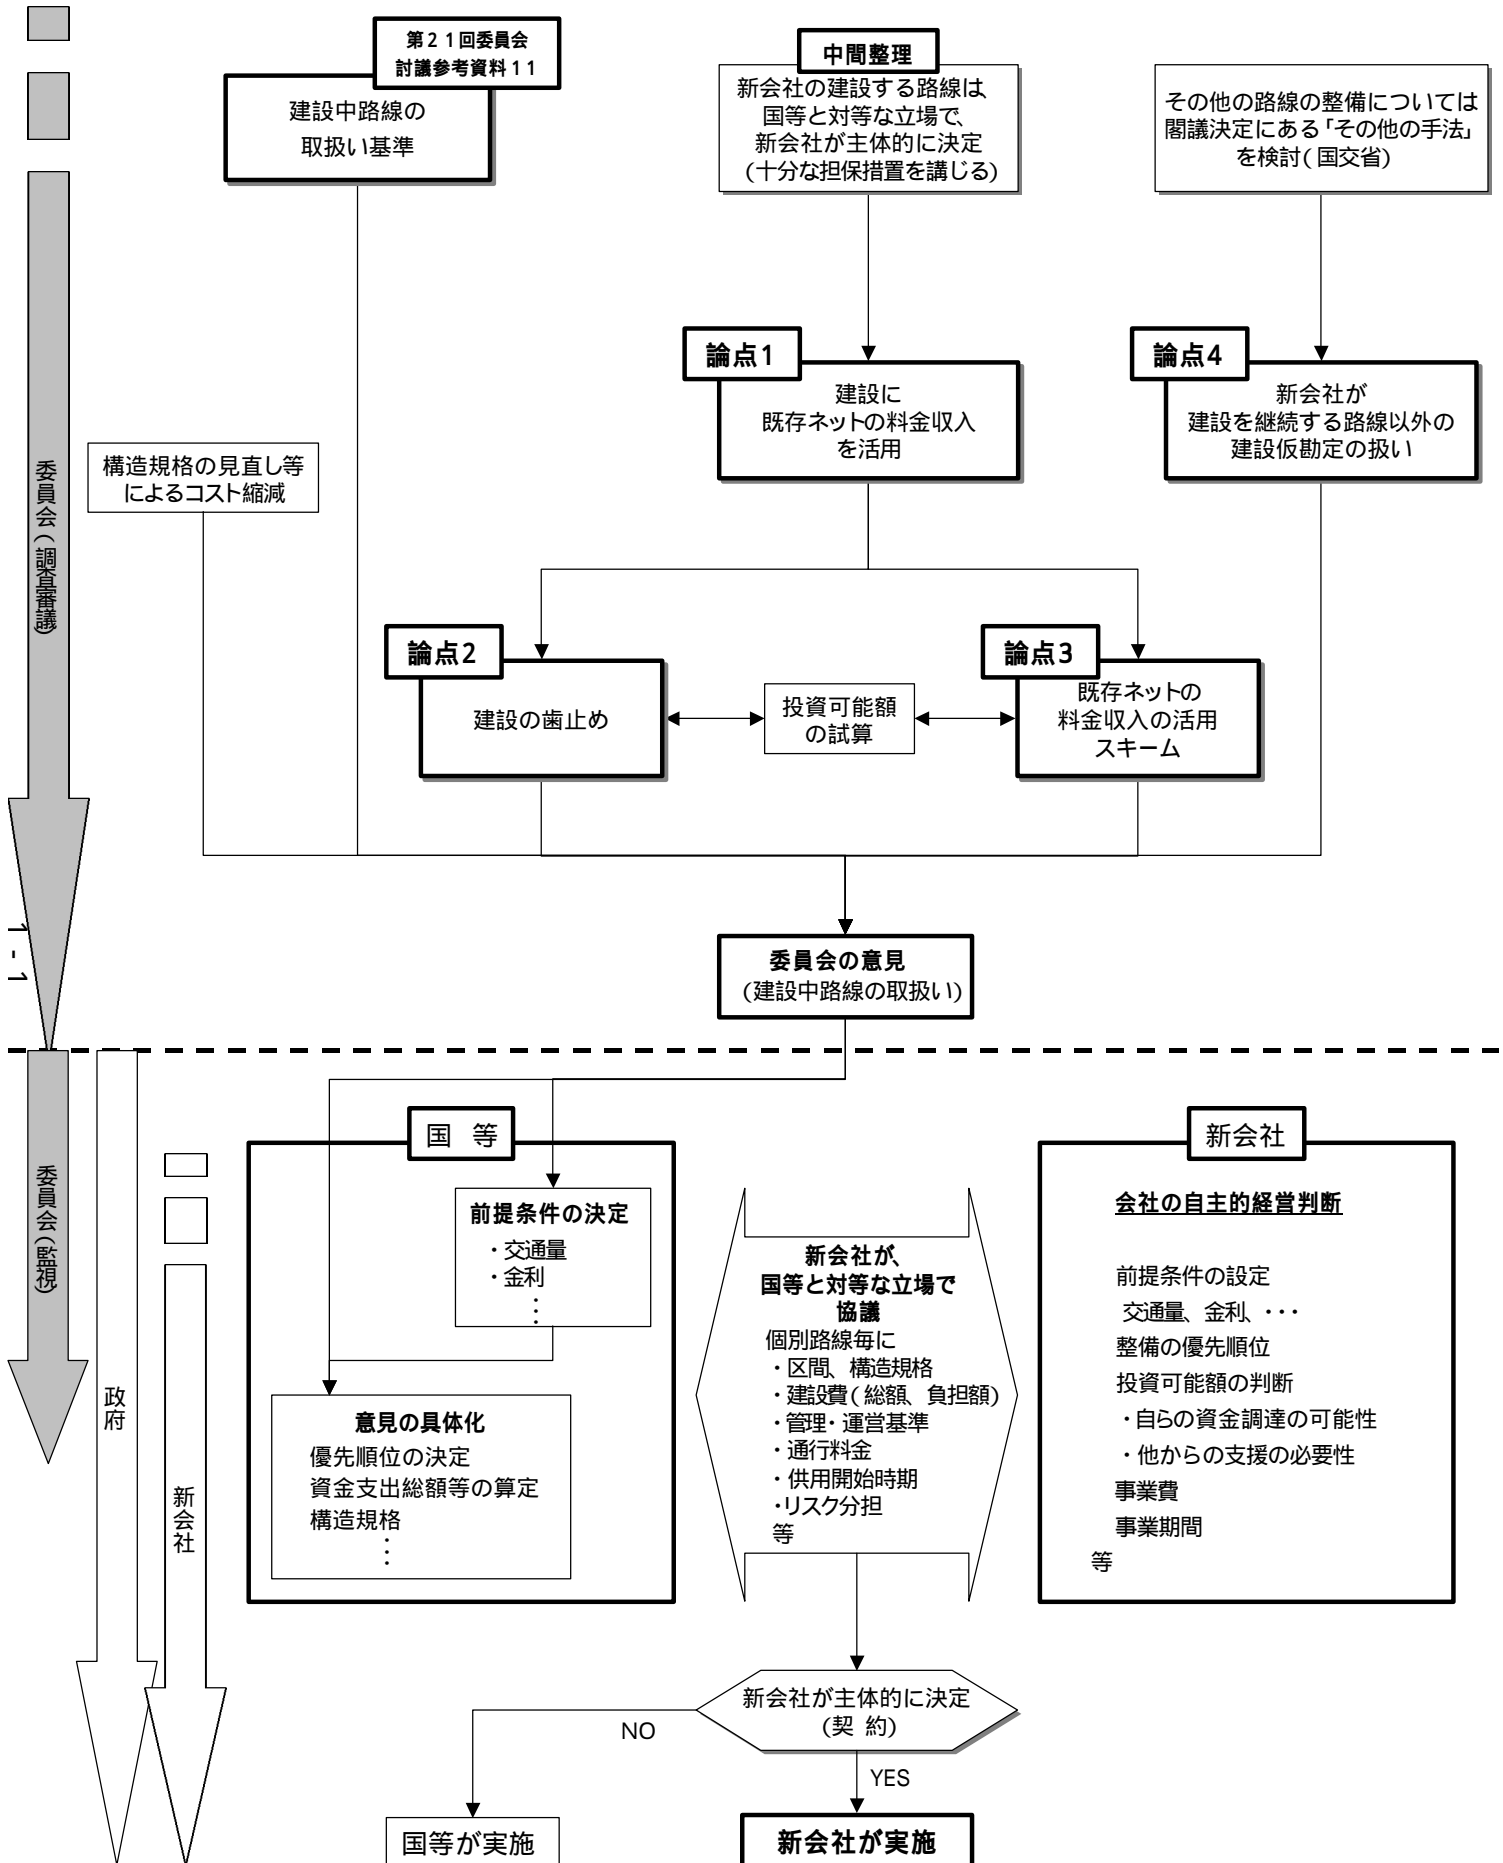 第21回委員会
討議参考資料11
建設中路線の
取扱い基準
中間整理
新会社の建設する路線は、
国等と対等な立場で、
新会社が主体的に決定
(十分な担保措置を講じる)
その他の路線の整備については
閣議決定にある「その他の手法」
を検討(国交省)
論点1
建設に
既存ネットの料金収入
を活用
論点4
新会社が
建設を継続する路線以外の
建設仮勘定の扱い
構造規格の見直し等
によるコスト縮減
委員会(調査審議)
論点2
建設の歯止め
投資可能額
の試算
論点3
既存ネットの
料金収入の活用
スキーム
1-1
委員会の意見
(建設中路線の取扱い)
委員会(監視)
政府
新会社
国 等
前提条件の決定
・交通量
・金利
⋮
意見の具体化
優先順位の決定
資金支出総額等の算定
構造規格
⋮
新会社が、
国等と対等な立場で
協議
個別路線毎に
・区間、構造規格
・建設費(総額、負担額)
・管理・運営基準
・通行料金
・供用開始時期
・リスク分担
等
新会社
会社の自主的経営判断
前提条件の設定
交通量、金利、・・・
整備の優先順位
投資可能額の判断
・自らの資金調達の可能性
・他からの支援の必要性
事業費
事業期間
等
新会社が主体的に決定
(契 約)
NO
YES
国等が実施
新会社が実施